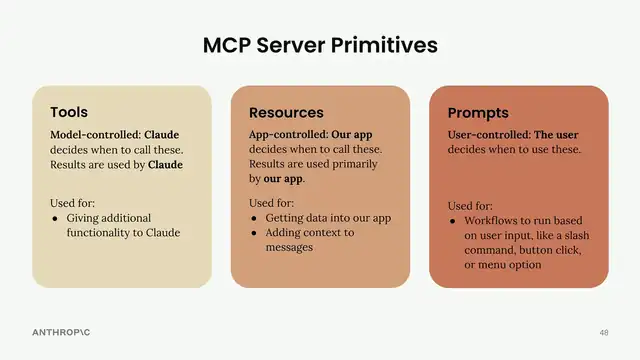 MCP Server Primitives
Tools
Model-controlled: Claude
decides when to call these.
Results are used by Claude
Used for:
● Giving additional
functionality to Claude
Resources
App-controlled: Our app
decides when to call these.
Results are used primarily
by our app.
Used for:
● Getting data into our app
● Adding context to
messages
Prompts
User-controlled: The user
decides when to use these.
Used for:
● Workflows to run based
on user input, like a slash
command, button click,
or menu option
ANTHROP\C
48